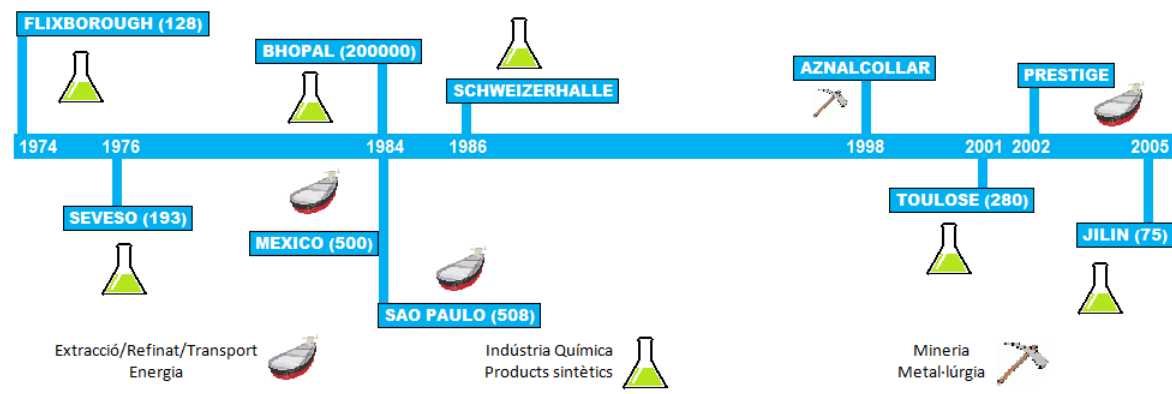 FLIXBOROUGH (128)
BHOPAL (200000)
SCHWEIZERHALLE
AZNALCOLLAR
PRESTIGE
1974 1976 1984 1986 1998 2001 2002 2005
SEVESO (193)
MEXICO (500)
SAO PAULO (508)
TOULOSE (280)
JILIN (75)
Extracció/Refinat/Transport
Energia
Indústria Química
Products sintètics
Mineria
Metal·lúrgia